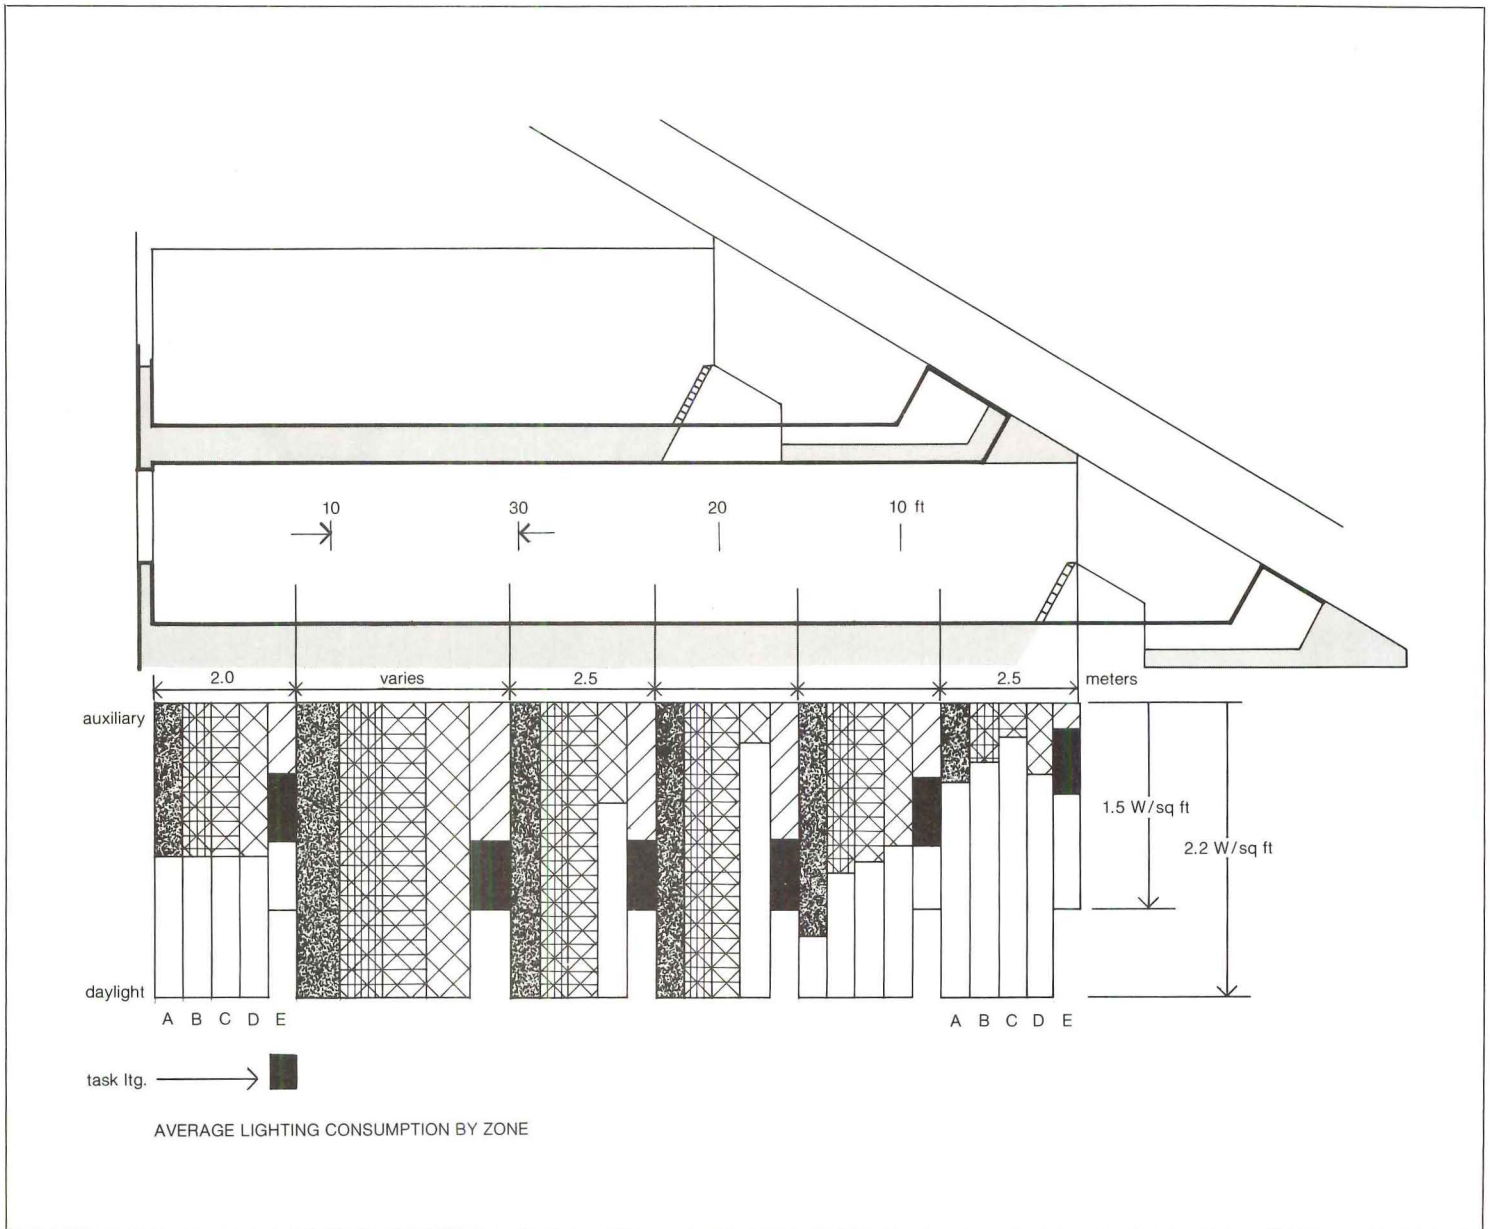 10 30 20 10 ft
2.0 varies 2.5 2.5 meters
auxiliary
1.5 W/sq ft
2.2 W/sq ft
daylight
A B C D E A B C D E
task ltg.
AVERAGE LIGHTING CONSUMPTION BY ZONE